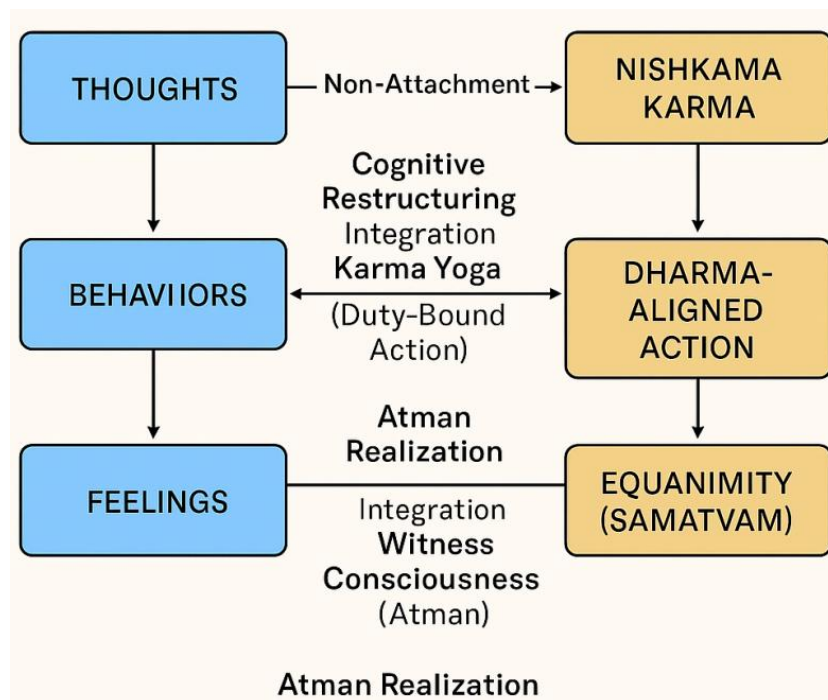 THOUGHTS
Non-Attachment
NISHKAMA
KARMA
Cognitive
Restructuring
Integration
Karma Yoga
(Duty-Bound
Action)
BEHAVIIORS
DHARMA-
ALIGNED
ACTION
Atman
Realization
FEELINGS
Integration
Witness
Consciousness
(Atman)
EQUANIMITY
(SAMATVAM)
Atman Realization